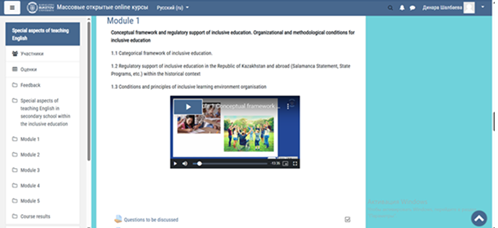 Массовые открытые online курсы
Русский (ru)
Динара Шалбаева
Special aspects of teaching
English
Участники
Оценки
Feedback
Special aspects of
teaching English in
secondary school within
the inclusive education
Module 1
Module 2
Module 3
Module 4
Module 5
Course results
Module 1
Conceptual framework and regulatory support of inclusive education. Organizational and methodological conditions for
inclusive education
1.1 Categorical framework of inclusive education.
1.2 Regulatory support of inclusive education in the Republic of Kazakhstan and abroad (Salamanca Statement, State
Programs, etc.) within the historical context
1.3 Conditions and principles of inclusive learning environment organisation
Conceptual framework ...
Questions to be discussed